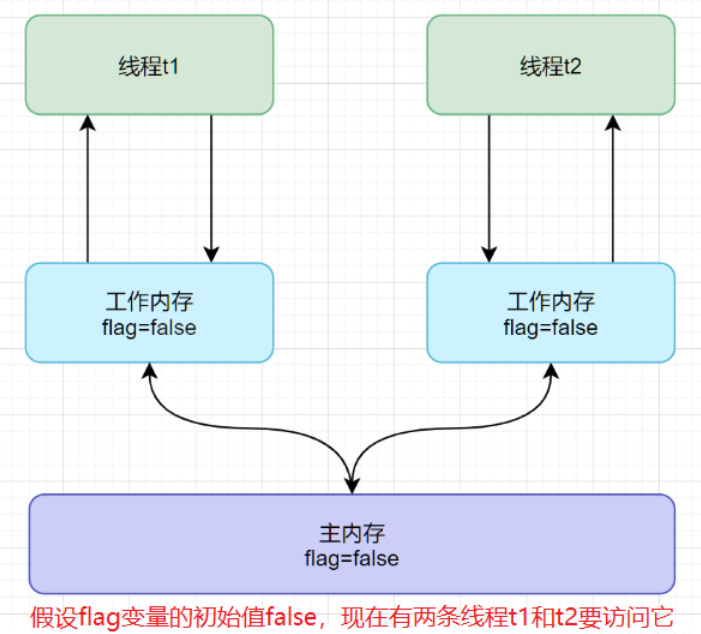 线程t1
线程t2
工作内存
flag=false
工作内存
flag=false
主内存
flag=false
假设flag变量的初始值false，现在有两条线程t1和t2要访问它